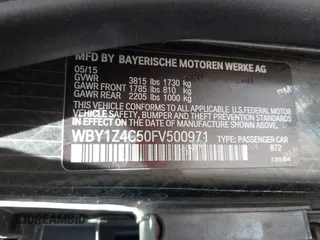 MFD BY BAYERISCHE MOTOREN WERKE AG
05/15
GVWR 3815 lbs 1730 kg
GAWR FRONT 1785 lbs 810 kg
GAWR REAR 2205 lbs 1000 kg
THIS VEHICLE CONFORMS TO ALL APPLICABLE
U.S. FEDERAL MOTOR VEHICLE SAFETY,
BUMPER AND THEFT PREVENTION STANDARDS
IN EFFECT ON THE DATE OF MANUFACTURE
SHOWN ABOVE.
WBY1Z4C50FV500971 TYPE: PASSENGER CAR
B72